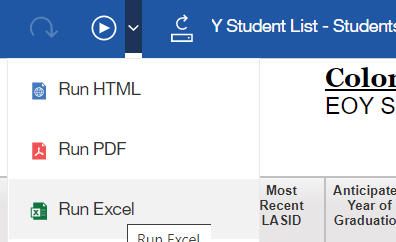 Y Student List - Students
Run HTML
Run PDF
Run Excel
Run Excel
Color
EOY S
Most Recent LASID
Anticipate
Year of
Graduatio